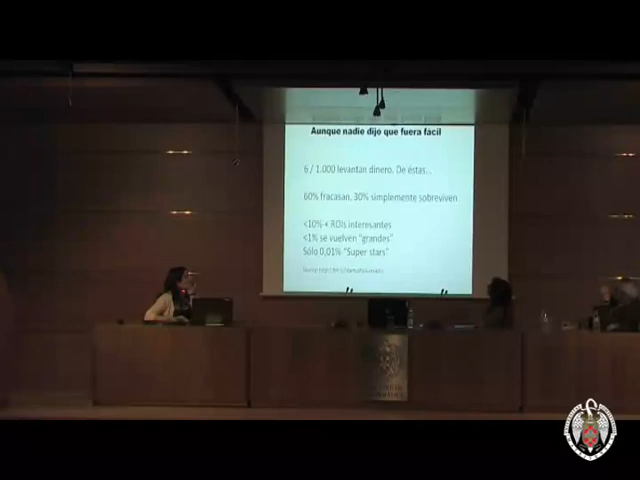 Aunque nadie dijo que fuera fácil
6 / 1.000 levantan dinero. De éstas...
60% fracasan, 30% simplemente sobreviven
<10% + ROIs interesantes
<1% se vuelven "grandes"
Sólo 0,01% "Super stars"